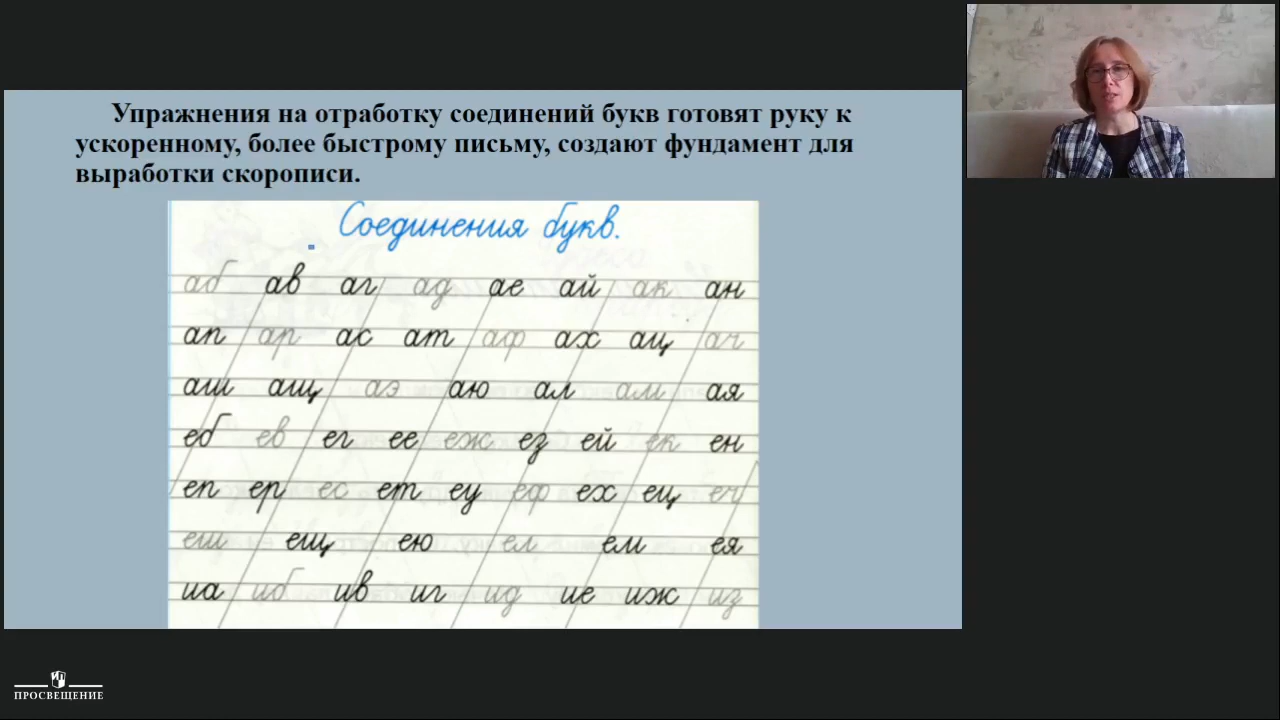 Упражнения на отработку соединений букв готовят руку к
ускоренному, более быстрому письму, создают фундамент для
выработки скорописи.
Соединения букв.
аб ав аг ад ае ай ак ан
ап ар ас ат аф ах ац ач
аш ащ аэ аю ал ам ая
еб ев ег ее еж ез ей ек ен
еп ер ес ет еу еф ех ец еч
еш ещ ею ел ем ея
иа иб ив иг ид ие иж из
ПРОСВЕЩЕНИЕ